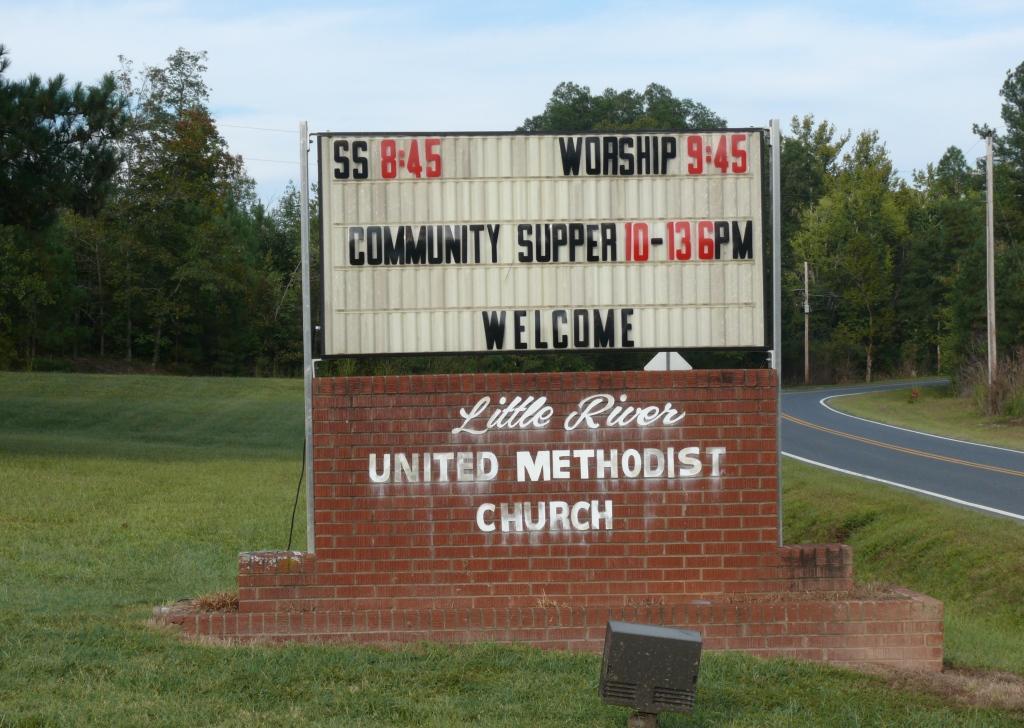 SS 8:45 WORSHIP 9:45
COMMUNITY SUPPER 10-13 6PM
WELCOME
Little River
UNITED METHODIST
CHURCH